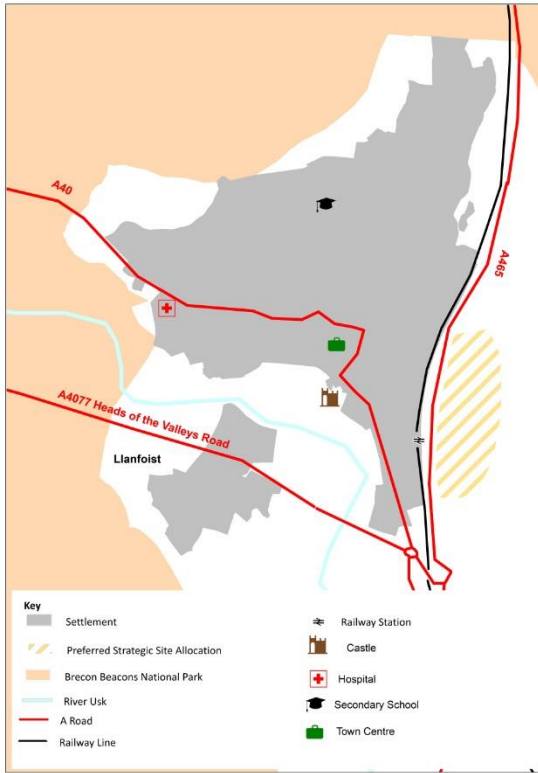 A40
A465
A4077 Heads of the Valleys Road
Llanfoist
Key
Settlement
Preferred Strategic Site Allocation
Brecon Beacons National Park
River Usk
A Road
Railway Line
Railway Station
Castle
Hospital
Secondary School
Town Centre